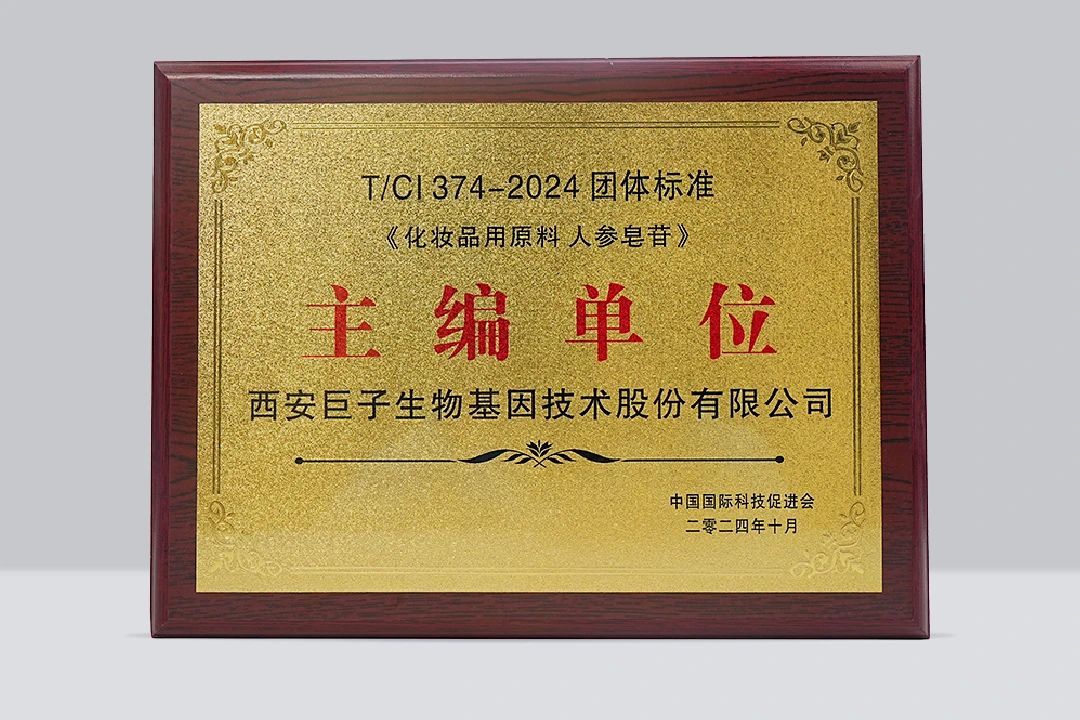 T/CI 374-2024 团体标准
《化妆品用原料 人参皂苷》
主编单位
西安巨子生物基因技术股份有限公司
中国国际科技促进会
二零二四年十月